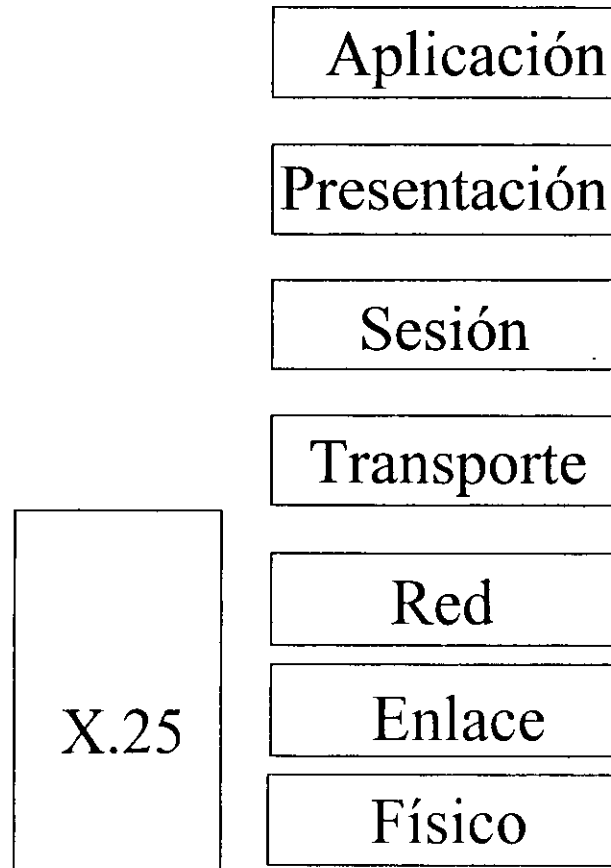 Aplicación
Presentación
Sesión
Transporte
Red
X.25
Enlace
Físico